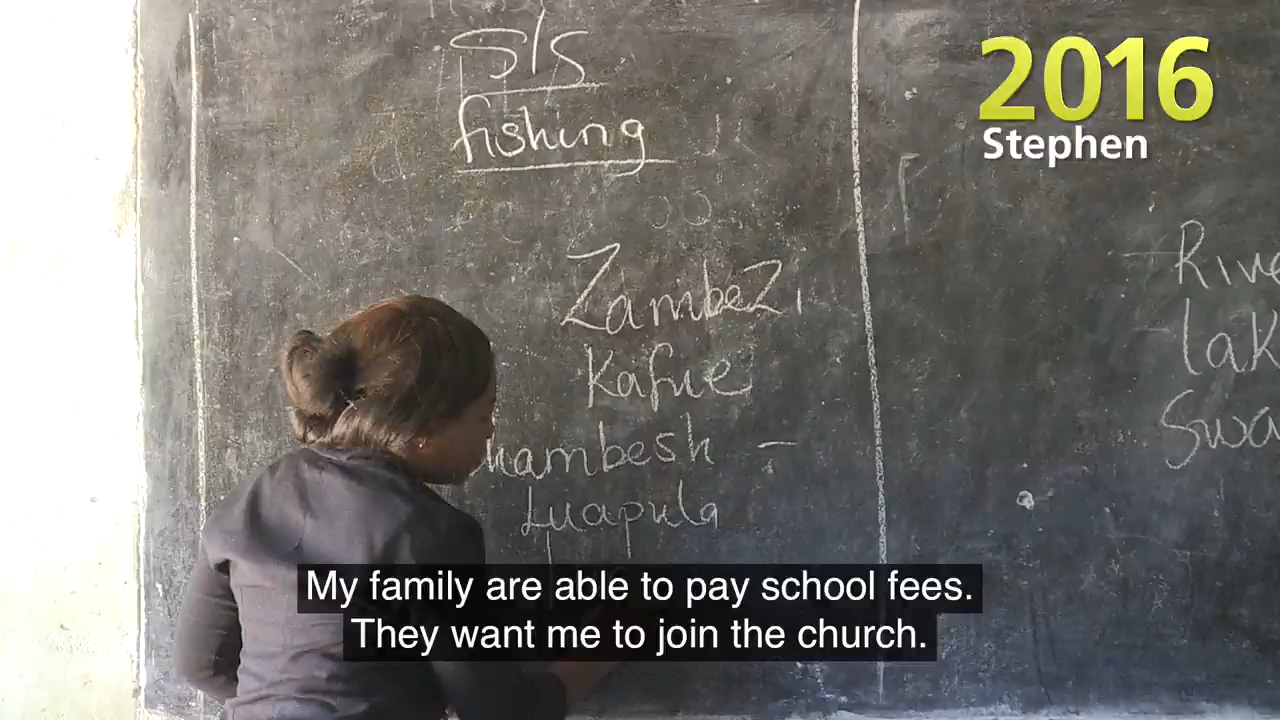 S/S
fishing
Zambezi
Kafue
hambesh -
Luapula
- Rive
- lak
Swa
2016
Stephen
My family are able to pay school fees.
They want me to join the church.